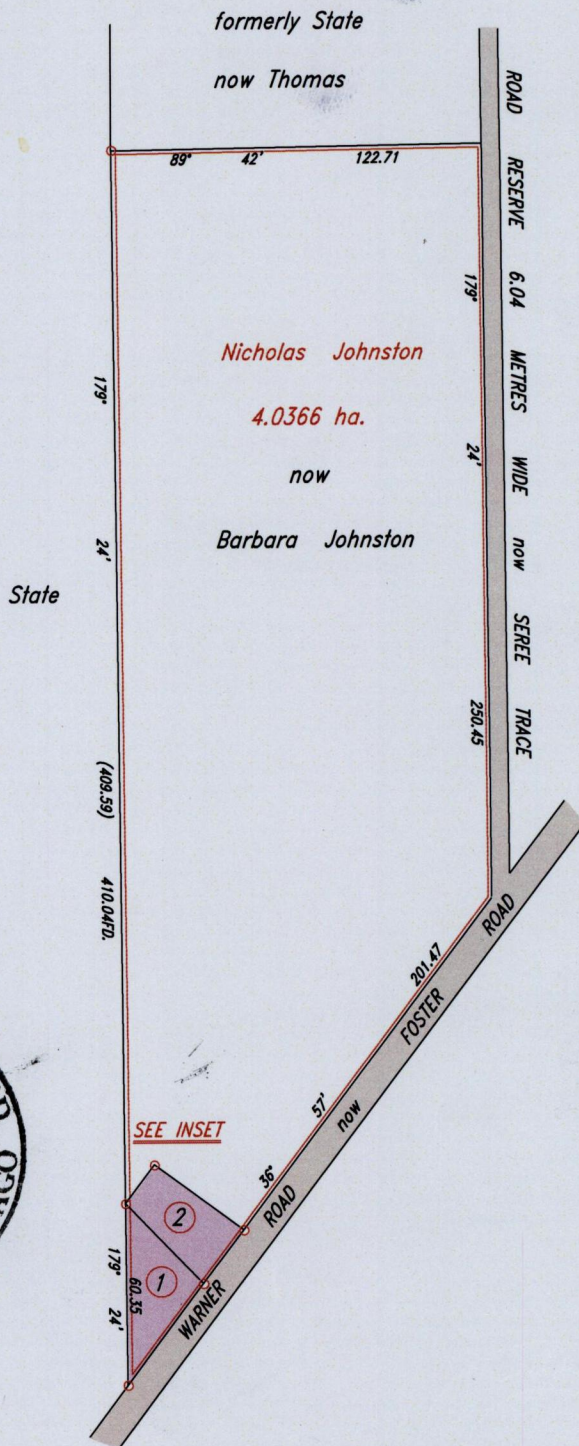 formerly State
now Thomas
89° 42' 122.71
ROAD RESERVE 6.04 METRES WIDE now SEREE TRACE
179° 24' 250.45
Nicholas Johnston
4.0366 ha.
now
Barbara Johnston
State
179° 24' (409.59) 410.04FD.
201.47
57'
36°
WARNER ROAD now FOSTER ROAD
SEE INSET
2
1
179° 24'
60.35
AGO